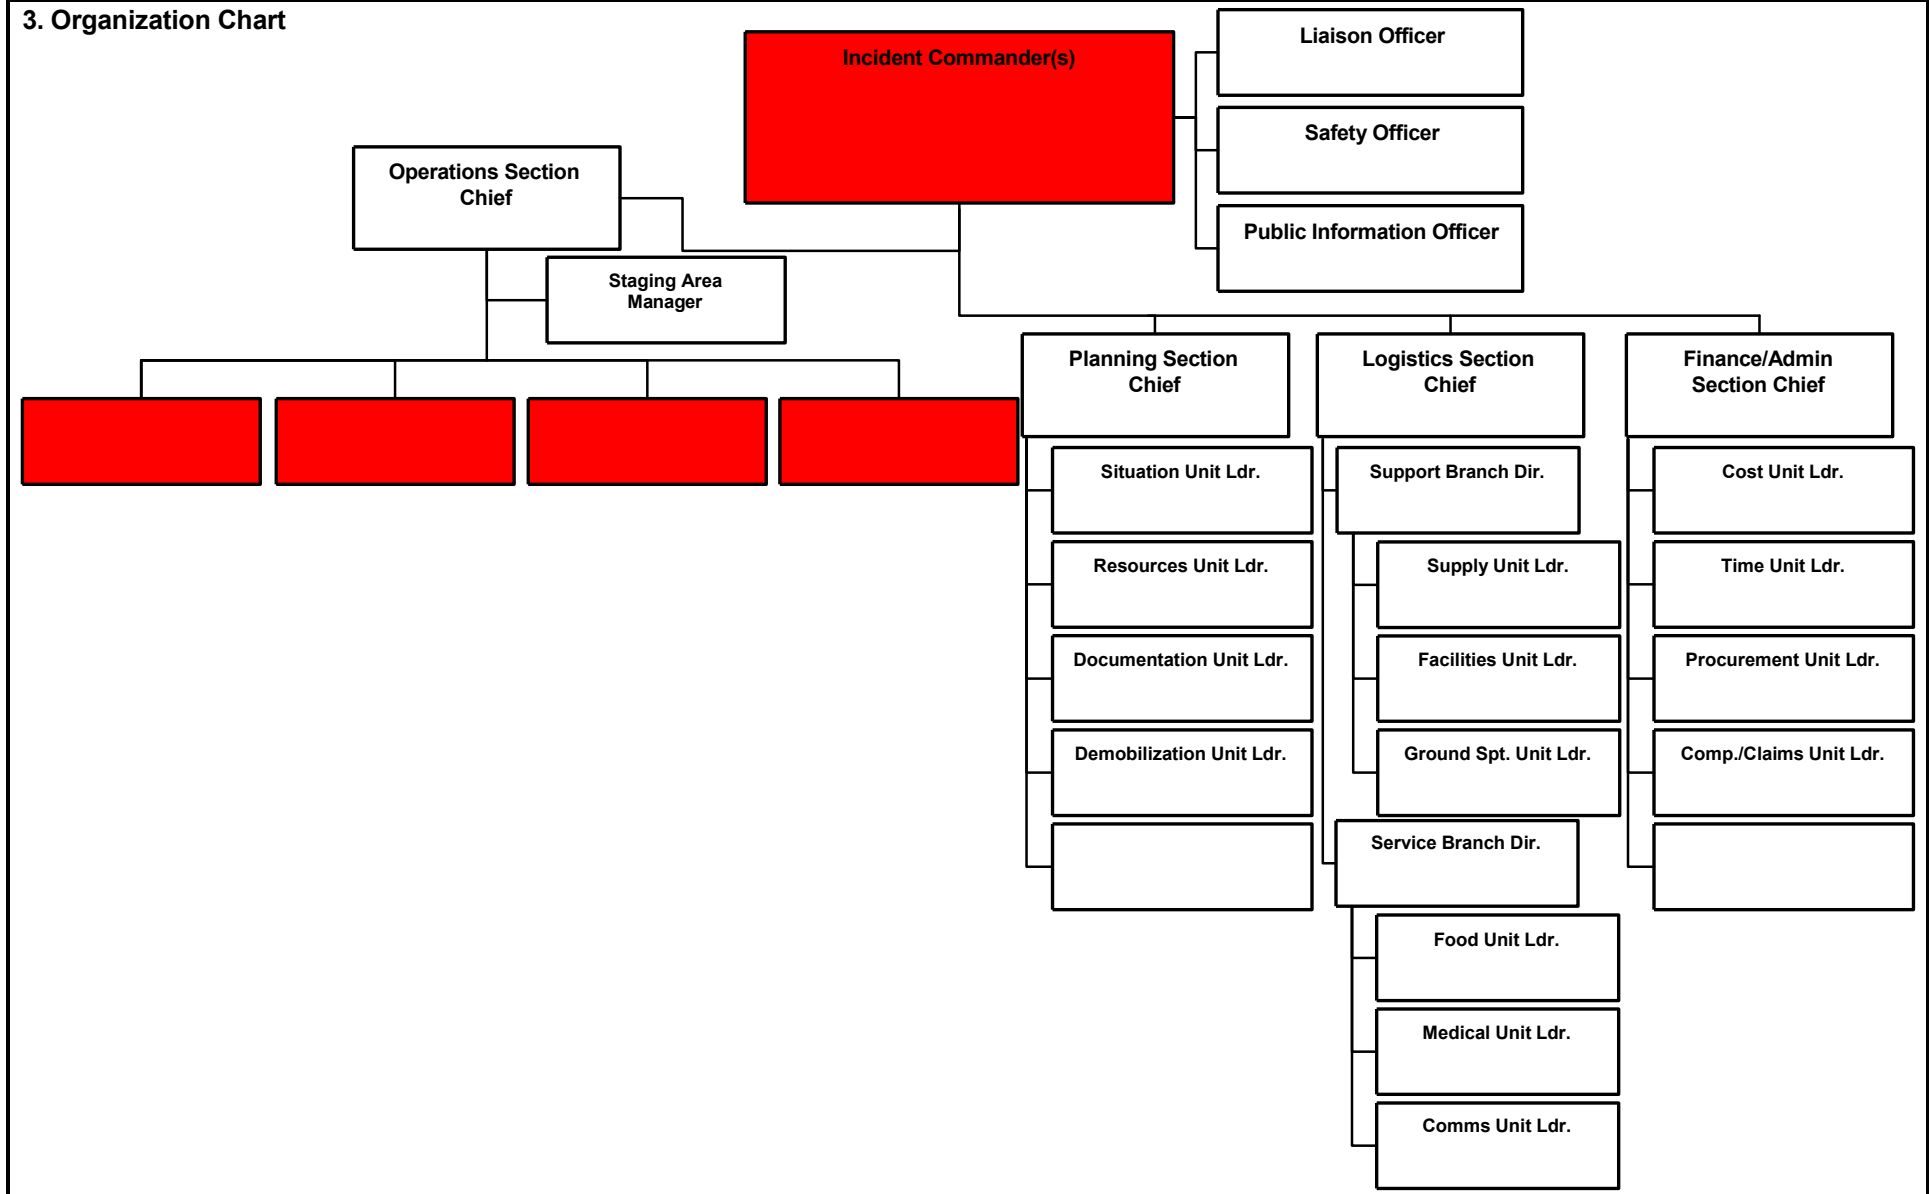 3. Organization Chart
Incident Commander(s)
Liaison Officer
Safety Officer
Public Information Officer
Operations Section
Chief
Staging Area
Manager
Planning Section
Chief
Logistics Section
Chief
Finance/Admin
Section Chief
Situation Unit Ldr.
Resources Unit Ldr.
Documentation Unit Ldr.
Demobilization Unit Ldr.
Support Branch Dir.
Supply Unit Ldr.
Facilities Unit Ldr.
Ground Spt. Unit Ldr.
Service Branch Dir.
Food Unit Ldr.
Medical Unit Ldr.
Comms Unit Ldr.
Cost Unit Ldr.
Time Unit Ldr.
Procurement Unit Ldr.
Comp./Claims Unit Ldr.